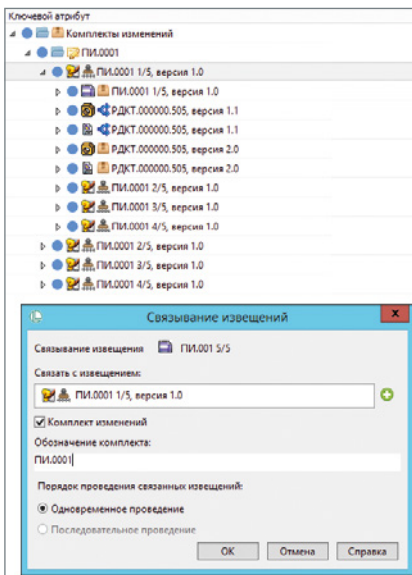 Ключевой атрибут
Комплекты изменений
ПИ.0001
ПИ.0001 1/5, версия 1.0
ПИ.0001 1/5, версия 1.0
РДКТ.000000.505, версия 1.1
РДКТ.000000.505, версия 1.1
РДКТ.000000.505, версия 2.0
РДКТ.000000.505, версия 2.0
ПИ.0001 2/5, версия 1.0
ПИ.0001 3/5, версия 1.0
ПИ.0001 4/5, версия 1.0
ПИ.0001 2/5, версия 1.0
ПИ.0001 3/5, версия 1.0
ПИ.0001 4/5, версия 1.0
Связывание извещений
x
Связывание извещения ПИ.001 5/5
Связать с извещением:
ПИ.0001 1/5, версия 1.0
Комплект изменений
Обозначение комплекта:
ПИ.0001
Порядок проведения связанных извещений:
Одновременное проведение
Последовательное проведение
ОК Отмена Справка